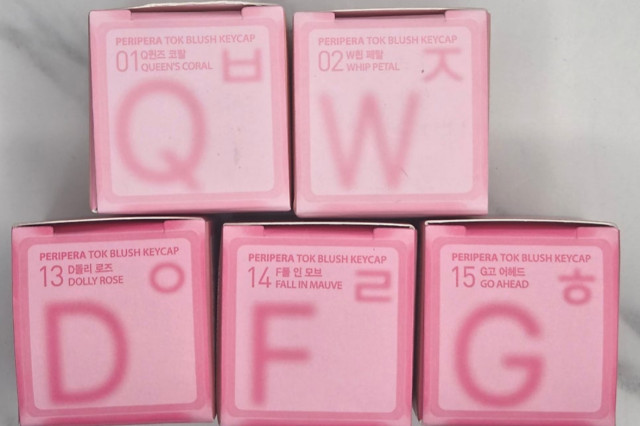 PERIPERA TOK BLUSH KEYCAP
01 Q퀸즈 코랄
QUEEN'S CORAL
ㅂ
Q
PERIPERA TOK BLUSH KEYCAP
02 W윕 페탈
WHIP PETAL
ㅈ
W
PERIPERA TOK BLUSH KEYCAP
13 D돌리 로즈
DOLLY ROSE
ㅇ
D
PERIPERA TOK BLUSH KEYCAP
14 F폴 인 모브
FALL IN MAUVE
ㄹ
F
PERIPERA TOK BLUSH KEYCAP
15 G고 어헤드
GO AHEAD
ㅎ
G